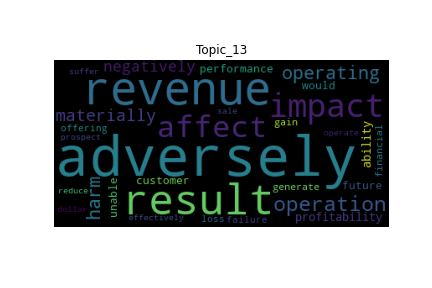 Topic_13
suffer negatively performance operating
revenue would impact
materially affect gain
offering sale operate
prospect adversely ability financial
reduce harm unable customer result generate future
dollar effectively loss failure operation profitability